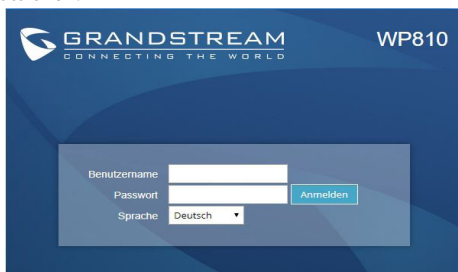 GRANDSTREAM
CONNECTING THE WORLD
WP810
Benutzername
Passwort
Anmelden
Sprache
Deutsch